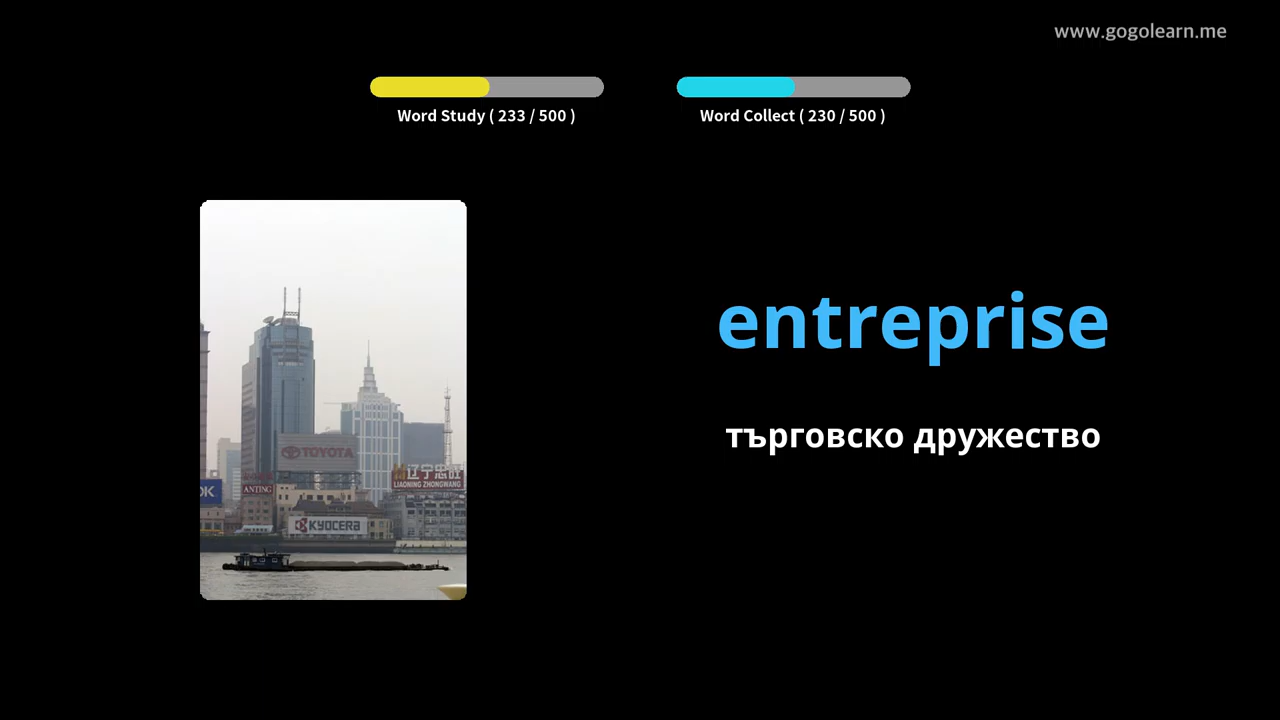 www.gogolearn.me
Word Study ( 233 / 500 )
Word Collect ( 230 / 500 )
entreprise
търговско дружество
TOYOTA
辽宁忠旺
LIAONING ZHONGWANG
OK
ANTING
KYOCERA